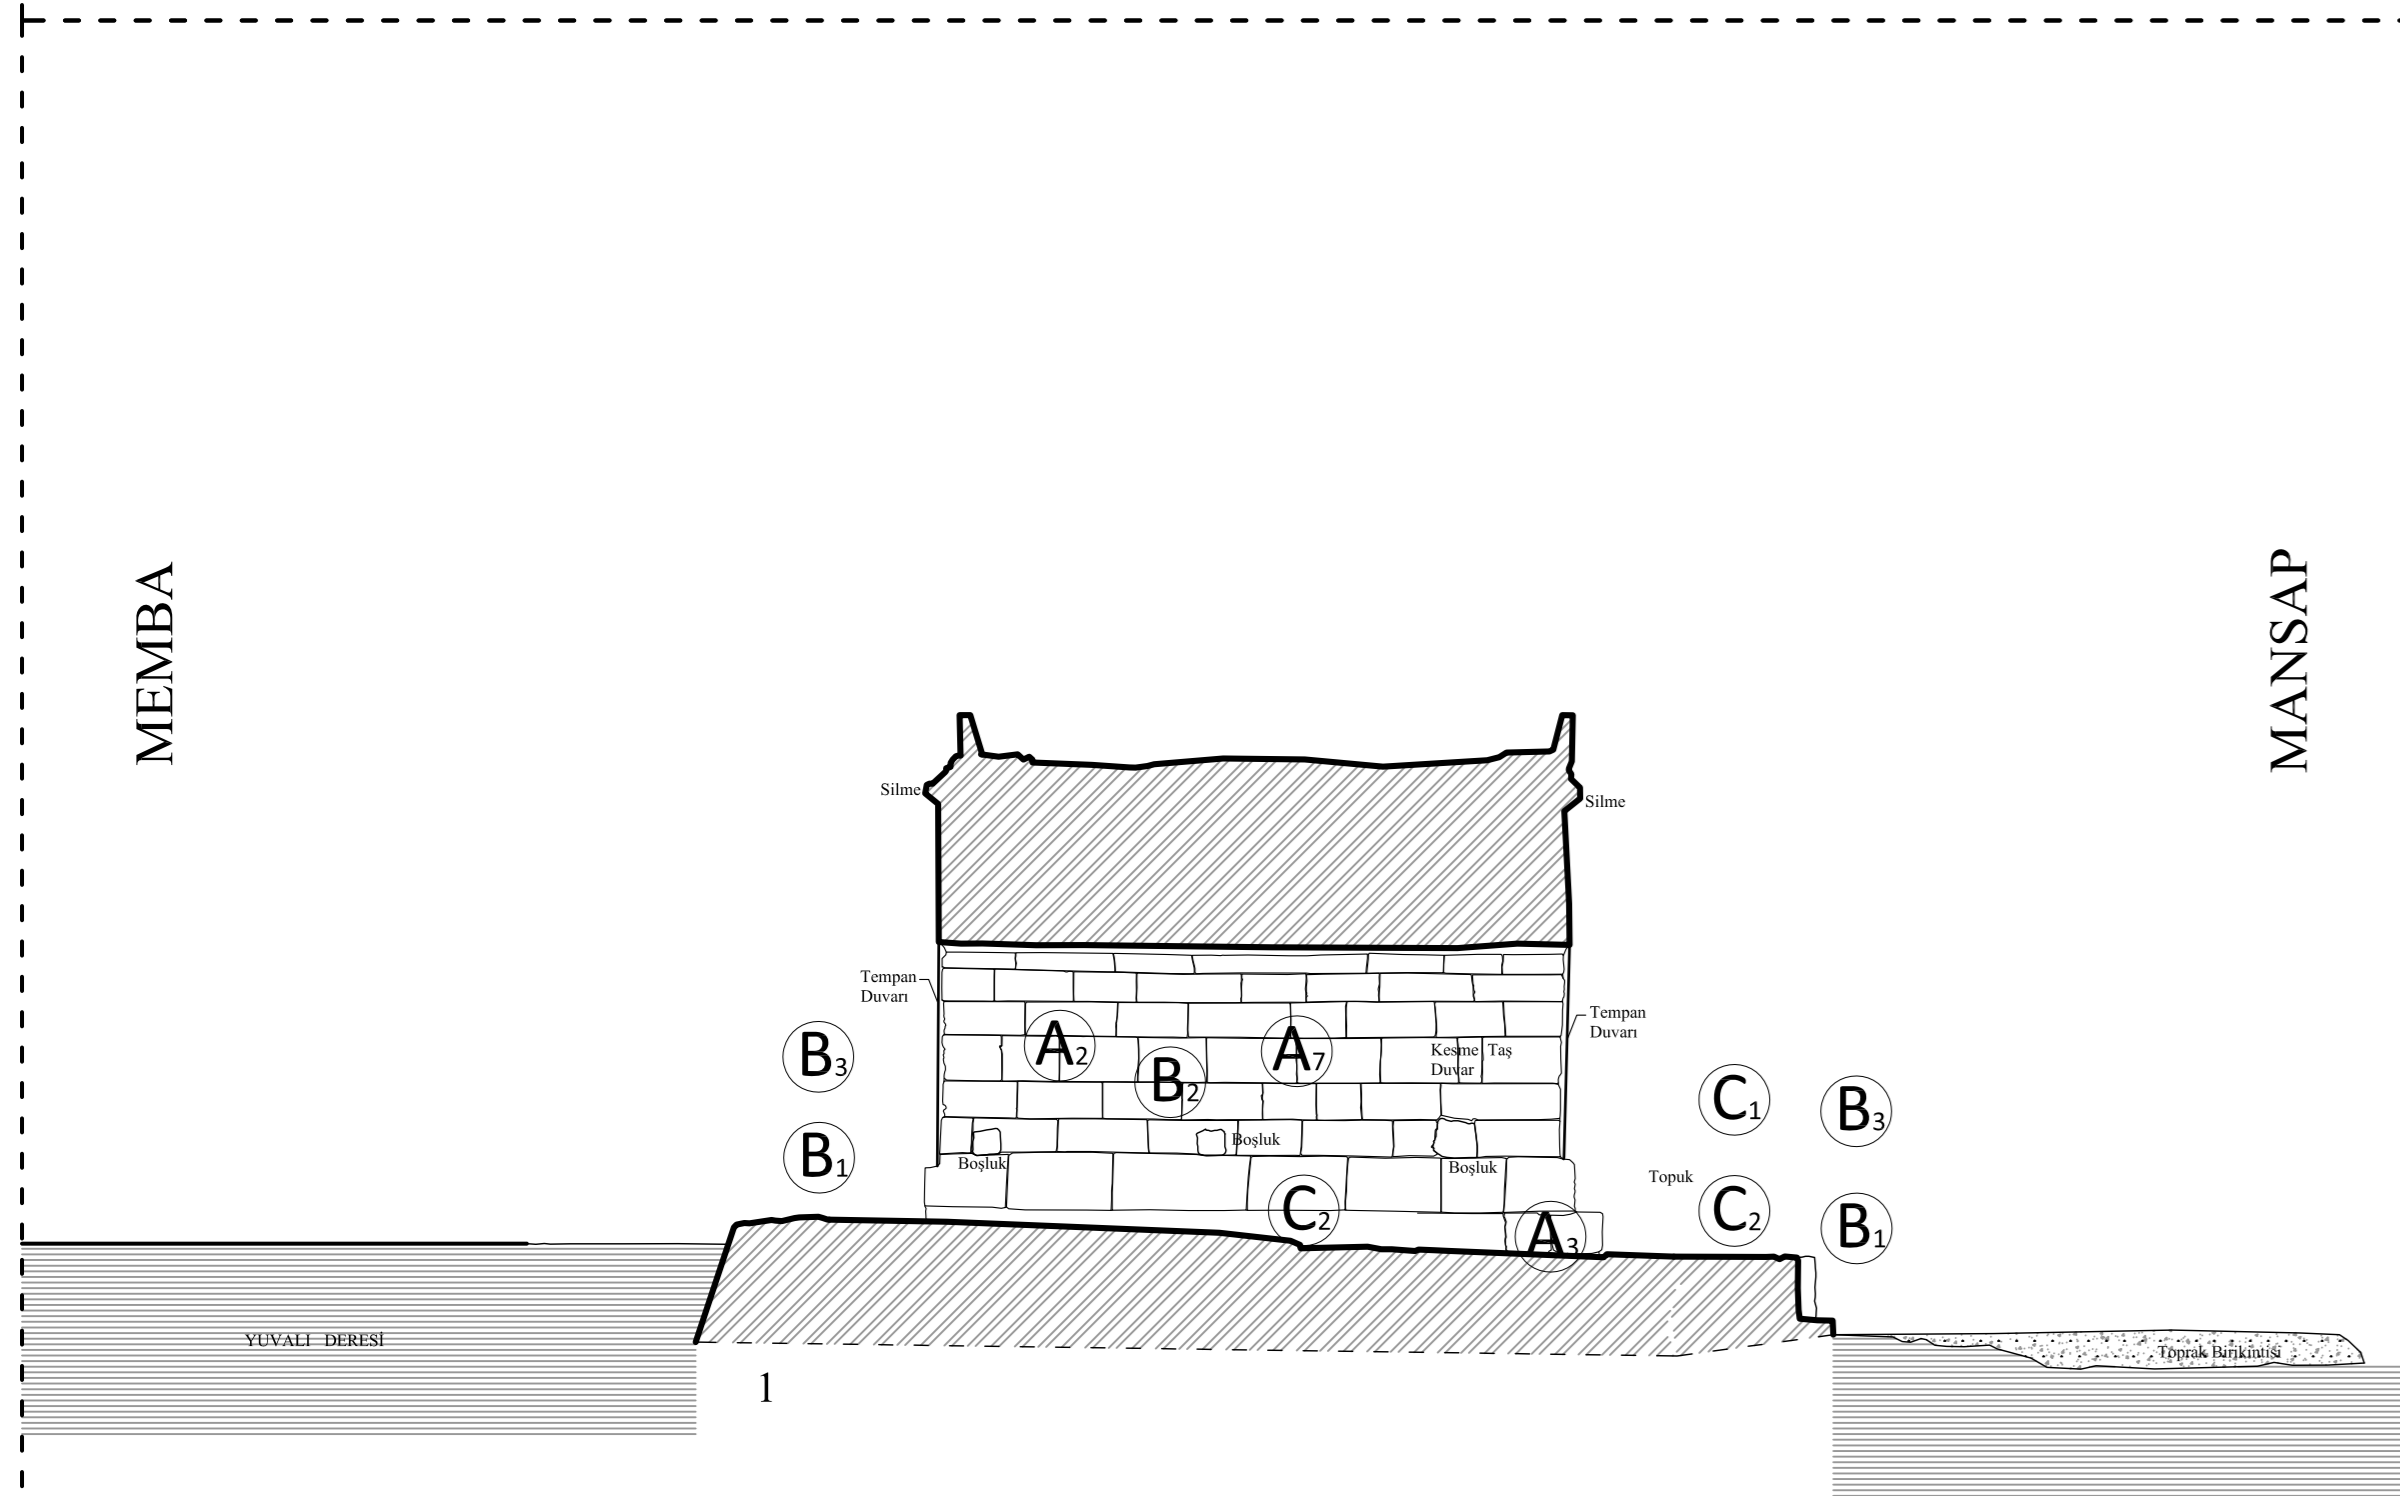 MEMBA
MANSAP
Silme
Silme
Tempan
Duvarı
Tempan
Duvarı
A2
A7
B3
B2
Kesme Taş
Duvar
C1
B3
B1
Boşluk
Boşluk
Boşluk
Topuk
C2
C2
B1
A3
YUVALI DERESİ
Toprak Birikintisi
1